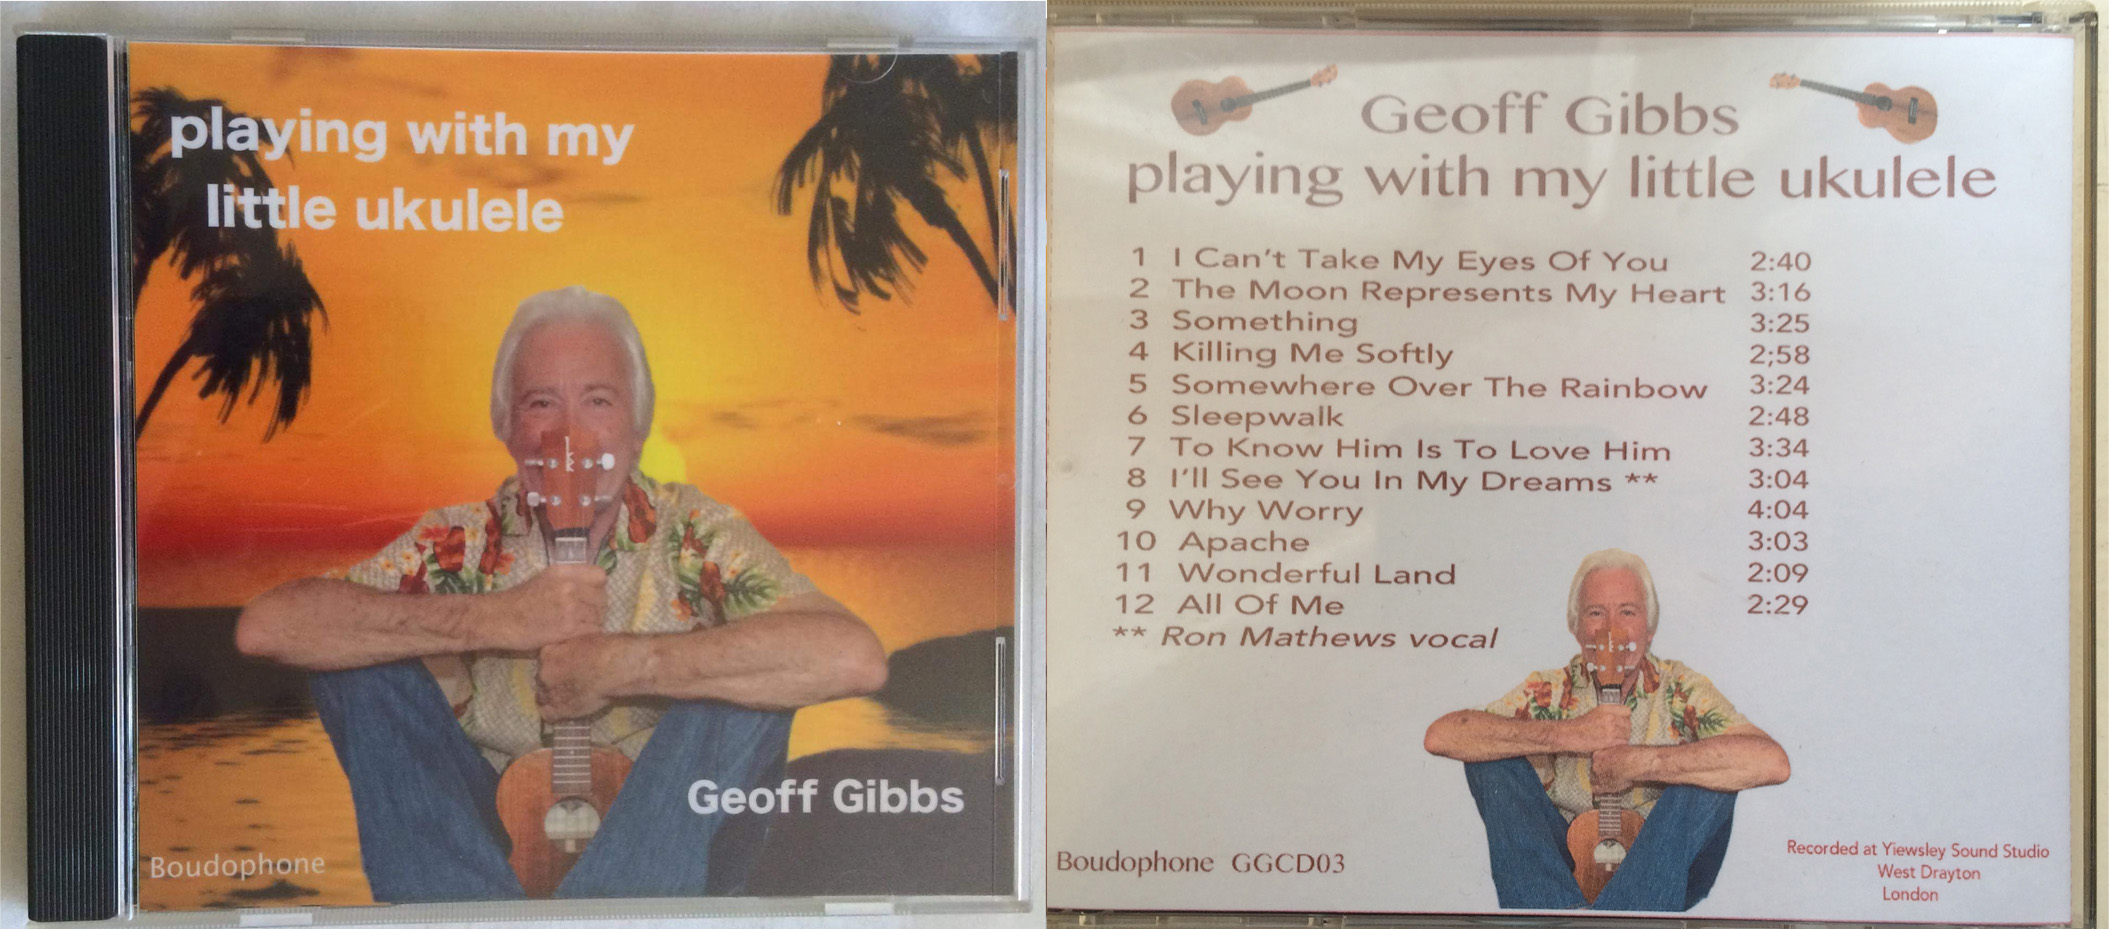 playing with my
little ukulele
Geoff Gibbs
Boudophone
Geoff Gibbs
playing with my little ukulele
1 I Can't Take My Eyes Of You 2:40
2 The Moon Represents My Heart 3:16
3 Something 3:25
4 Killing Me Softly 2;58
5 Somewhere Over The Rainbow 3:24
6 Sleepwalk 2:48
7 To Know Him Is To Love Him 3:34
8 I'll See You In My Dreams ** 3:04
9 Why Worry 4:04
10 Apache 3:03
11 Wonderful Land 2:09
12 All Of Me 2:29
** Ron Mathews vocal
Boudophone GGCD03
Recorded at Yiewsley Sound Studio
West Drayton
London